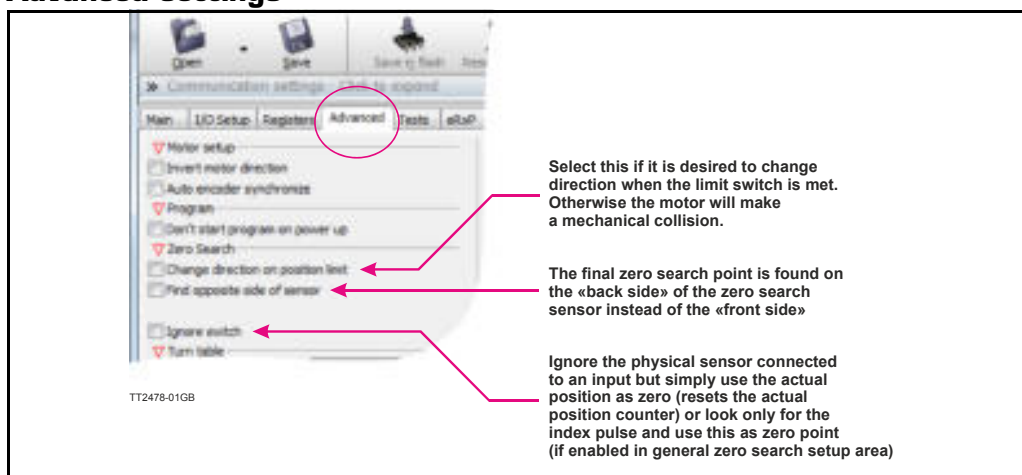 Advanced Settings
Open
Save
Save in flash
Communication settings - Click to expand
Main
I/O Setup
Registers
Advanced
Tests
eRxP
Motor setup
Invert motor direction
Auto encoder synchronize
Program
Don't start program on power up
Zero Search
Change direction on position limit
Find opposite side of sensor
Ignore switch
Turn table
Select this if it is desired to change
direction when the limit switch is met.
Otherwise the motor will make
a mechanical collision.
The final zero search point is found on
the «back side» of the zero search
sensor instead of the «front side»
Ignore the physical sensor connected
to an input but simply use the actual
position as zero (resets the actual
position counter) or look only for the
index pulse and use this as zero point
(if enabled in general zero search setup area)
TT2478-01GB